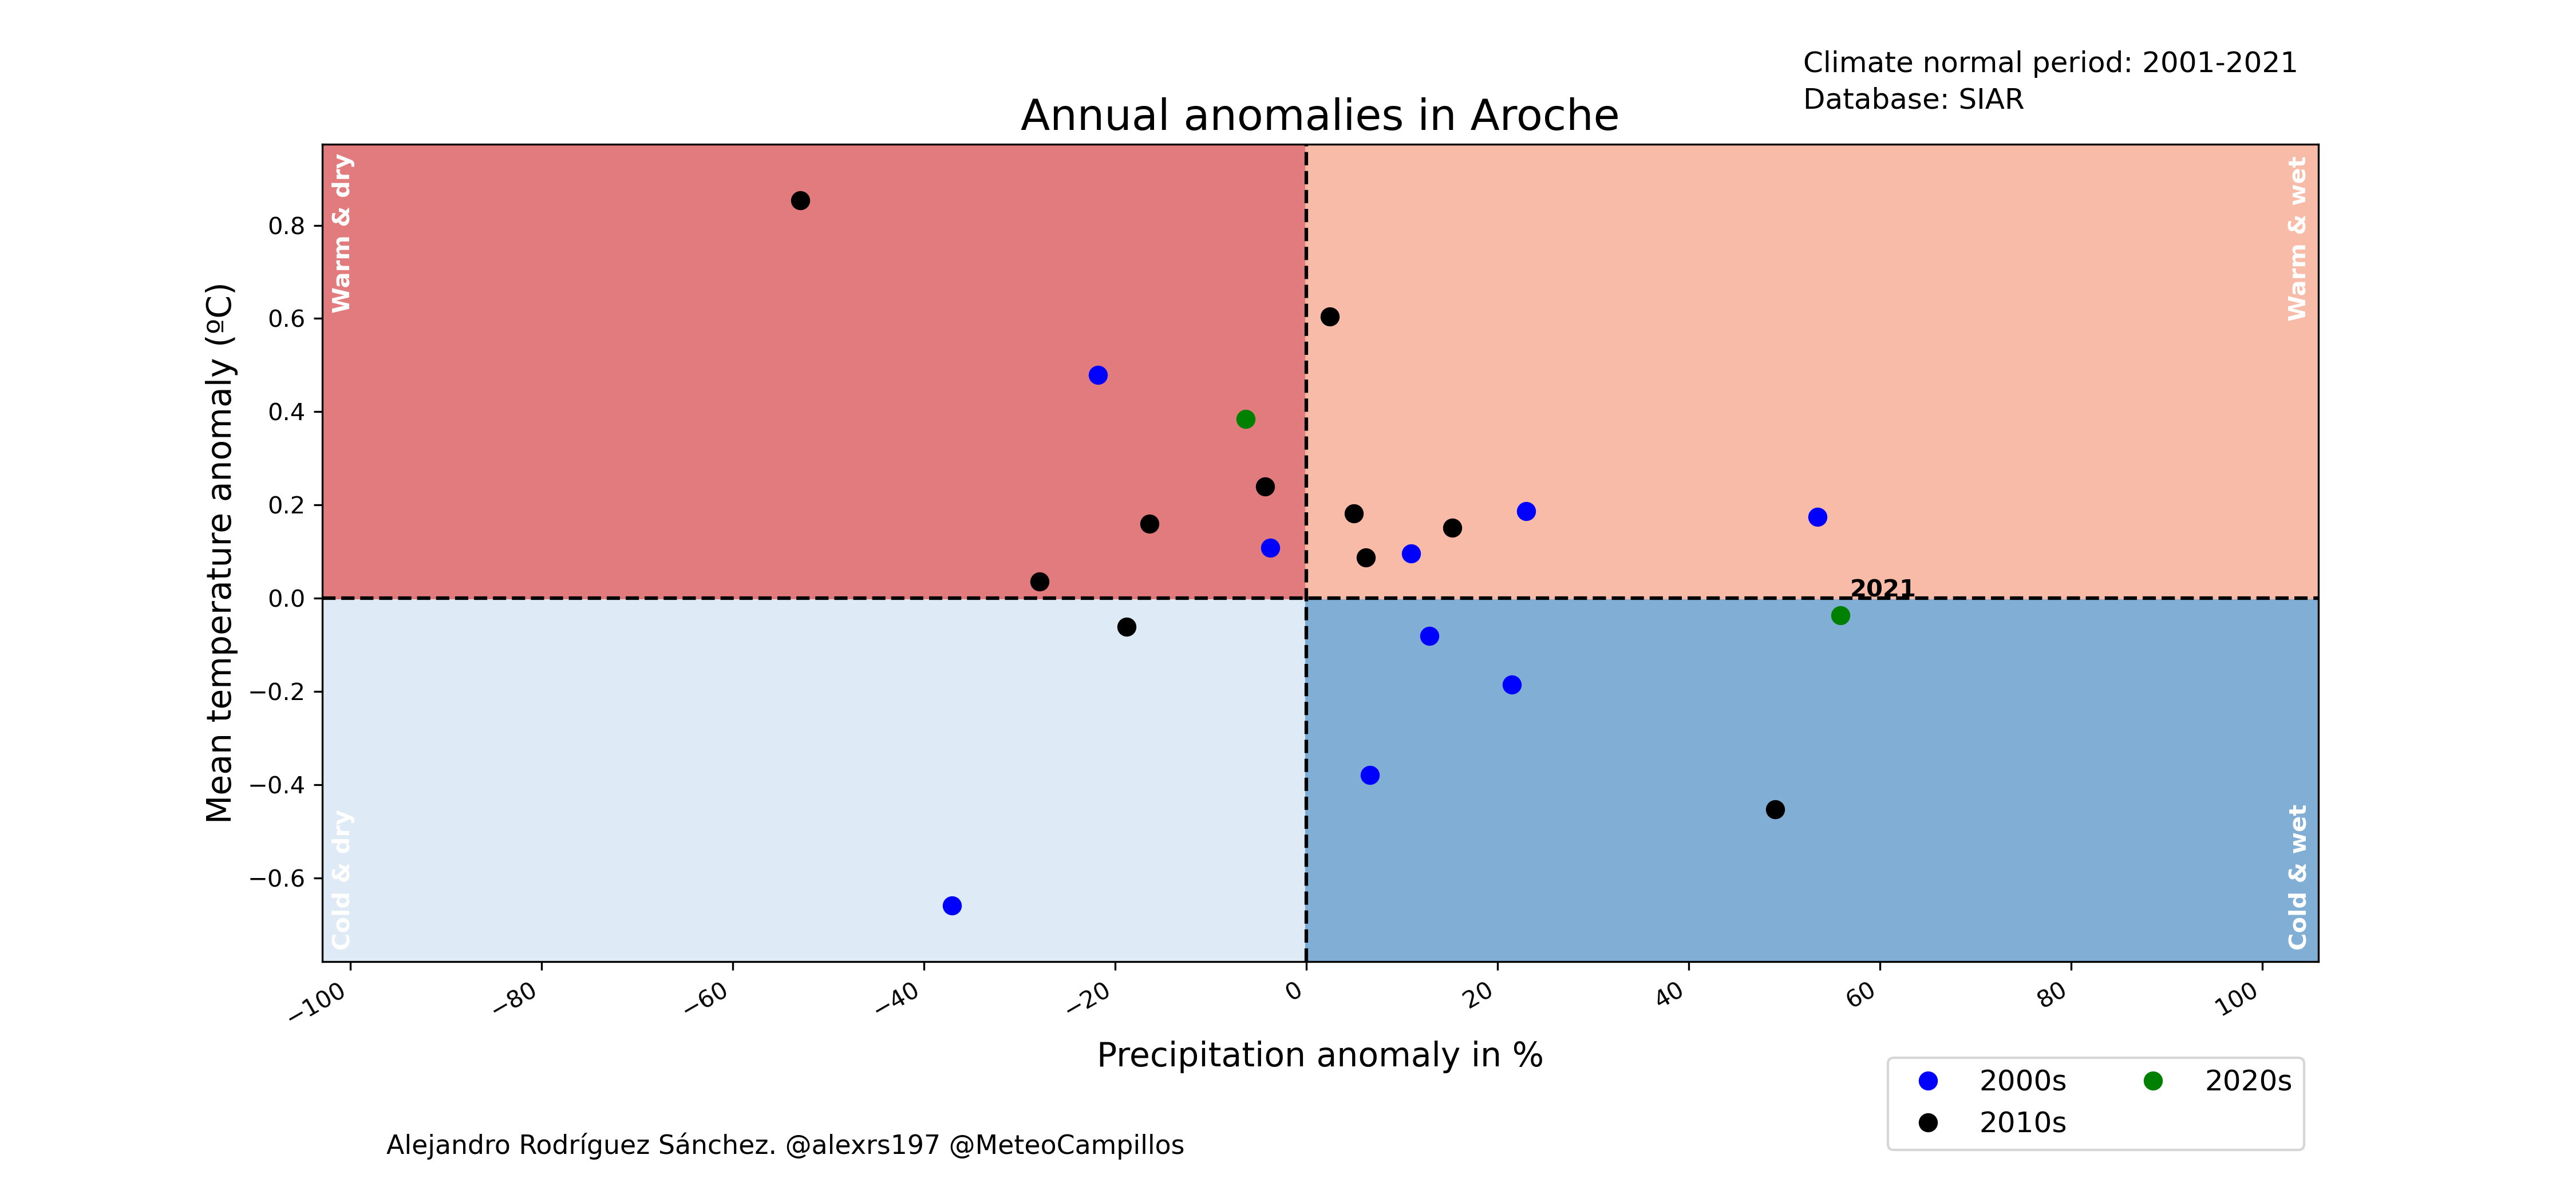 Climate normal period: 2001-2021
Database: SIAR
Annual anomalies in Aroche
Warm & dry
Warm & wet
Mean temperature anomaly (ºC)
0.8
0.6
0.4
0.2
0.0
−0.2
−0.4
−0.6
2021
Cold & dry
Cold & wet
−100
−80
−60
−40
−20
0
20
40
60
80
100
Precipitation anomaly in %
2000s
2010s
2020s
Alejandro Rodríguez Sánchez. @alexrs197 @MeteoCampillos